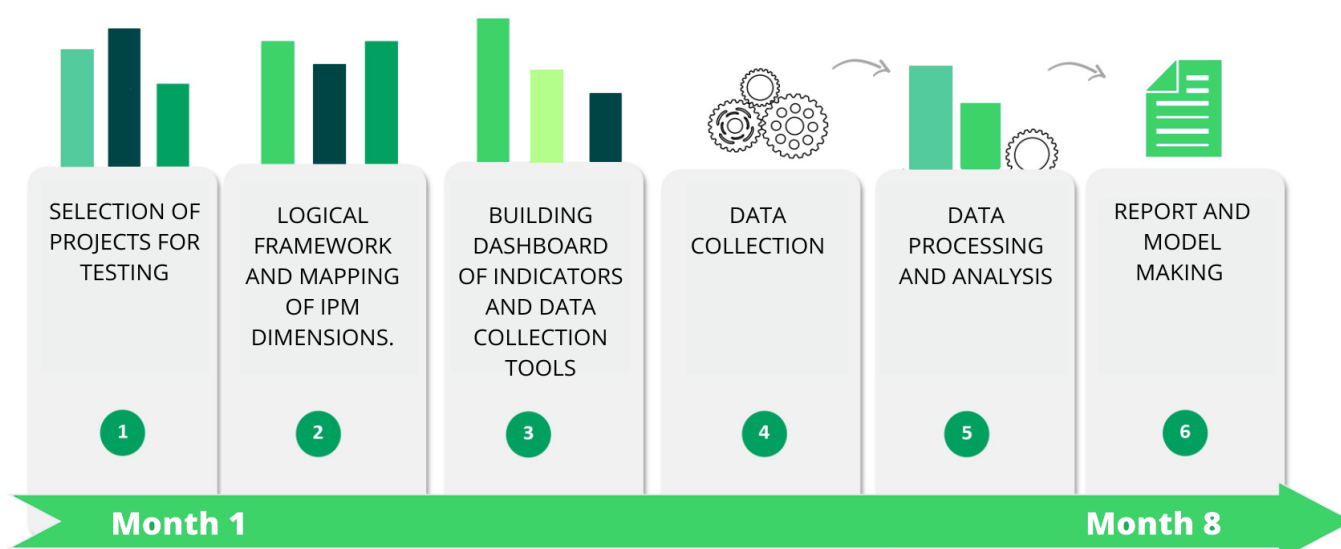 SELECTION OF
PROJECTS FOR
TESTING
1
LOGICAL
FRAMEWORK
AND MAPPING
OF IPM
DIMENSIONS.
2
BUILDING
DASHBOARD
OF INDICATORS
AND DATA
COLLECTION
TOOLS
3
DATA
COLLECTION
4
DATA
PROCESSING
AND ANALYSIS
5
REPORT AND
MODEL
MAKING
6
Month 1
Month 8